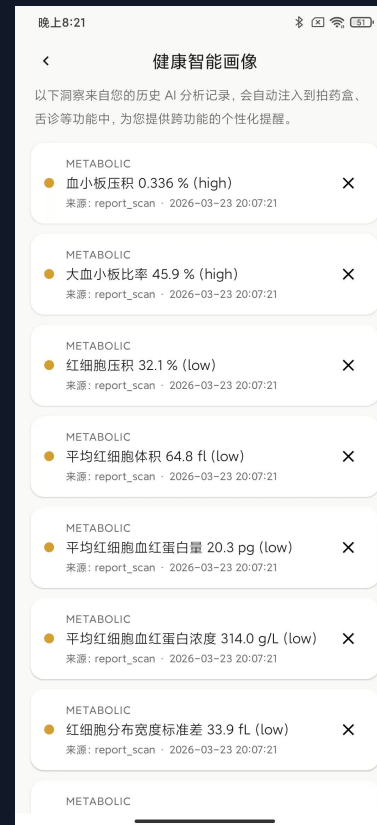 晚上8:21
51
健康智能画像
以下洞察来自您的历史 AI 分析记录, 会自动注入到拍药盒、
舌诊等功能中, 为您提供跨功能的个性化提醒。
METABOLIC
血小板压积 0.336 % (high)
来源: report_scan · 2026-03-23 20:07:21
METABOLIC
大血小板比率 45.9 % (high)
来源: report_scan · 2026-03-23 20:07:21
METABOLIC
红细胞压积 32.1 % (low)
来源: report_scan · 2026-03-23 20:07:21
METABOLIC
平均红细胞体积 64.8 fl (low)
来源: report_scan · 2026-03-23 20:07:21
METABOLIC
平均红细胞血红蛋白量 20.3 pg (low)
来源: report_scan · 2026-03-23 20:07:21
METABOLIC
平均红细胞血红蛋白浓度 314.0 g/L (low)
来源: report_scan · 2026-03-23 20:07:21
METABOLIC
红细胞分布宽度标准差 33.9 fL (low)
来源: report_scan · 2026-03-23 20:07:21
METABOLIC